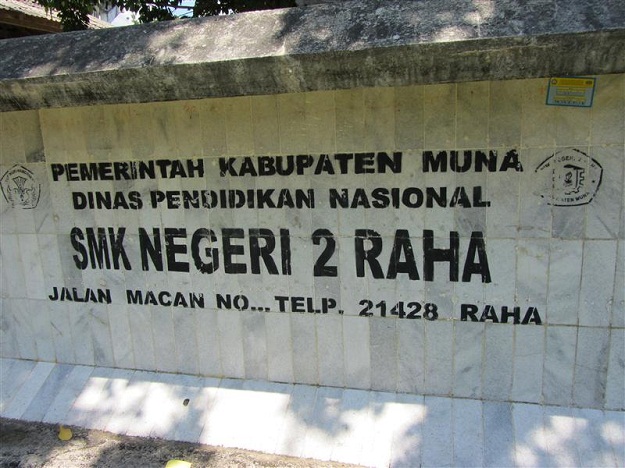 PEMERINTAH KABUPATEN MUNA
DINAS PENDIDIKAN NASIONAL
SMK NEGERI 2 RAHA
JALAN MACAN NO... TELP. 21428 RAHA